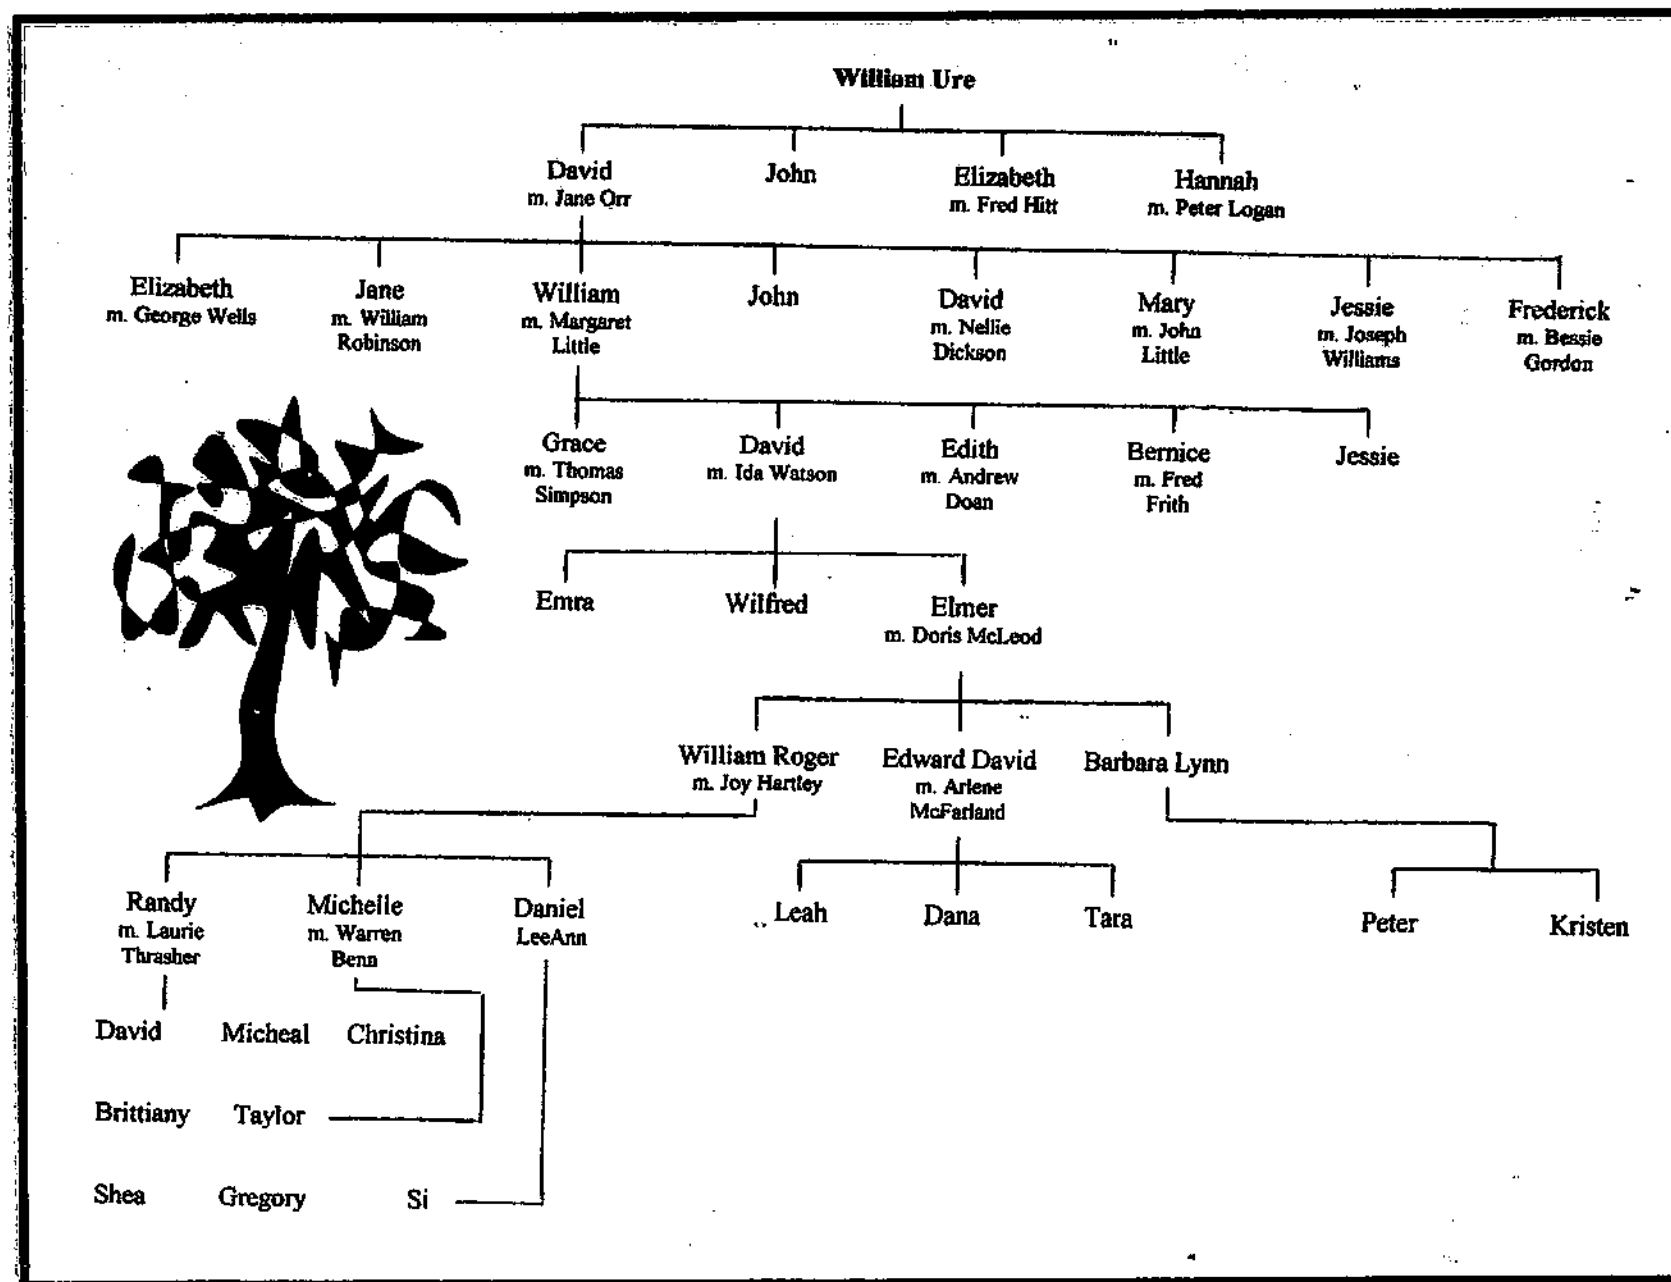 William Ure
David John Elizabeth Hannah
m. Jane Orr m. Fred Hitt m. Peter Logan
Elizabeth Jane William John David Mary Jessie Frederick
m. George Wells m. William m. Margaret m. Nellie m. John m. Joseph m. Bessie
Robinson Little Dickson Little Williams Gordon
Grace David Edith Bernice Jessie
m. Thomas m. Ida Watson m. Andrew m. Fred
Simpson Doan Frith
Emra Wilfred Elmer
m. Doris McLeod
William Roger Edward David Barbara Lynn
m. Joy Hartley m. Arlene
McFarland
Randy Michelle Daniel Leah Dana Tara Peter Kristen
m. Laurie m. Warren LeeAnn
Thrasher Benn
David Micheal Christina
Brittiany Taylor
Shea Gregory Si